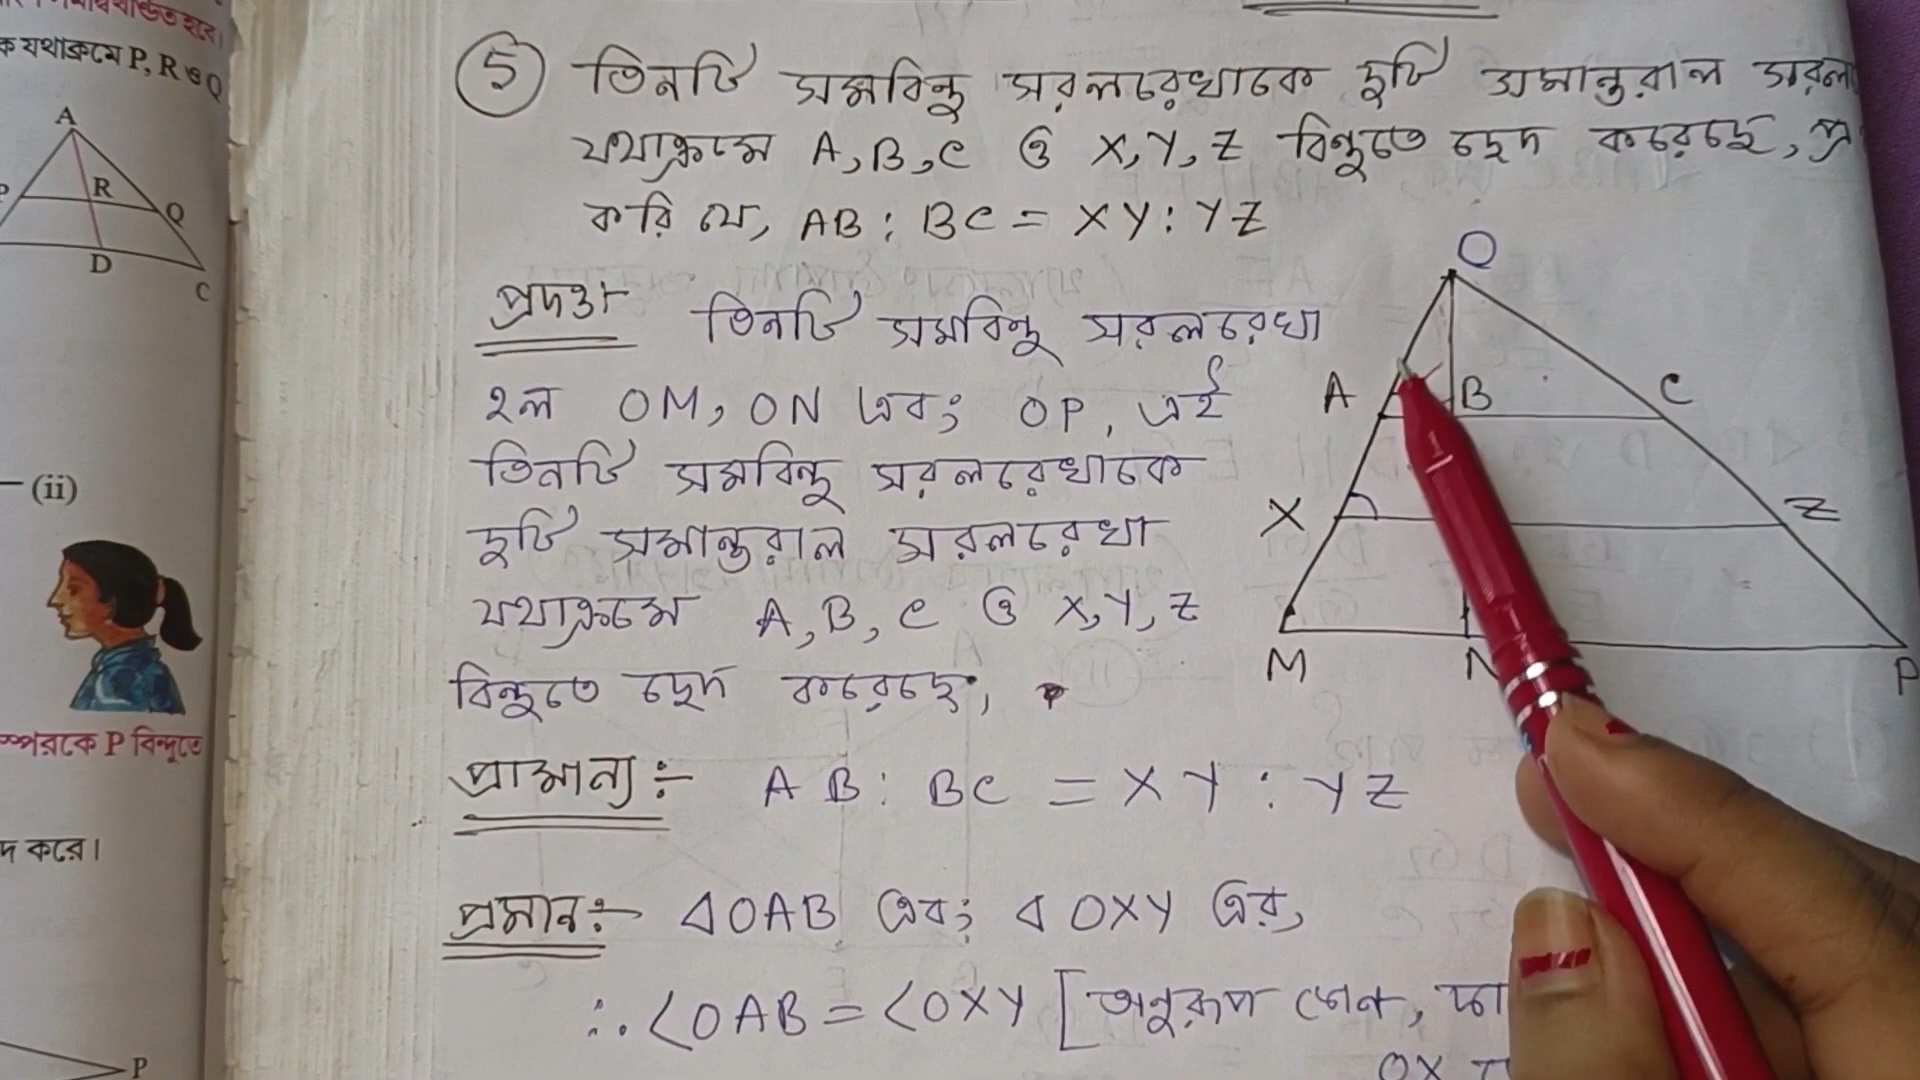 যথাক্রমে P, R ও Q
A
R
Q
D
C
(ii)
স্পরকে P বিন্দুতে
করে।
P
⑤ তিনটি সমবিন্দু সরলরেখাকে দুটি সমান্তরাল
যথাক্রমে A, B, C ও X, Y, Z বিন্দুতে ছেদ করেছে,
করি যে, AB : BC = XY : YZ
প্রদত্তঃ- তিনটি সমবিন্দু সরলরেখা
হল OM, ON এবং OP, এই
তিনটি সমবিন্দু সরলরেখাকে
দুটি সমান্তরাল সরলরেখা
যথাক্রমে A, B, C ও X, Y, Z
বিন্দুতে ছেদ করেছে,
প্রামান্য:- AB : BC = XY : YZ
প্রমান:- ∆OAB এবং ∆OXY এর,
∴ <OAB = <OXY [অনুরূপ কোন,
OX
O
A
B
C
X
Z
M
N
P